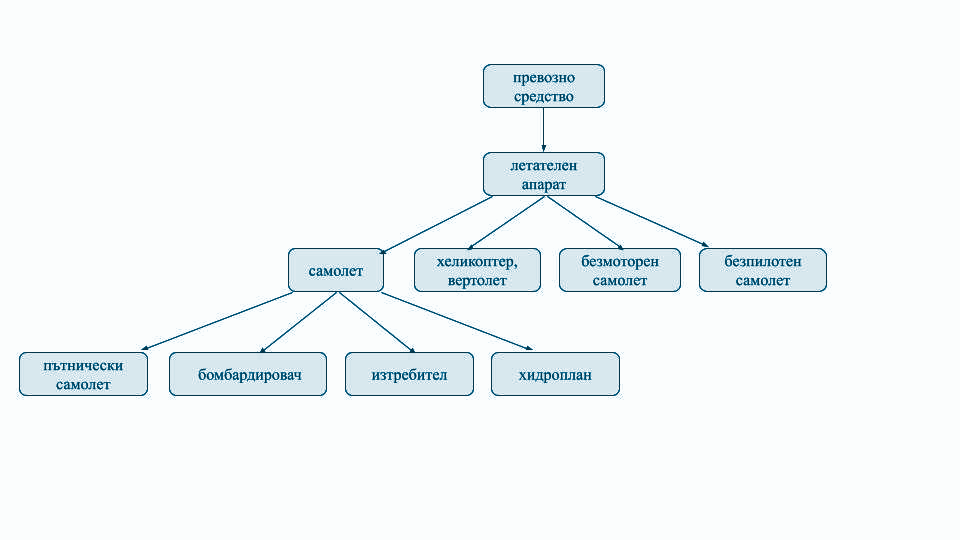 превозно
средство
летателен
апарат
самолет
хеликоптер,
вертолет
безмоторен
самолет
безпилотен
самолет
пътнически
самолет
бомбардировач
изтребител
хидроплан